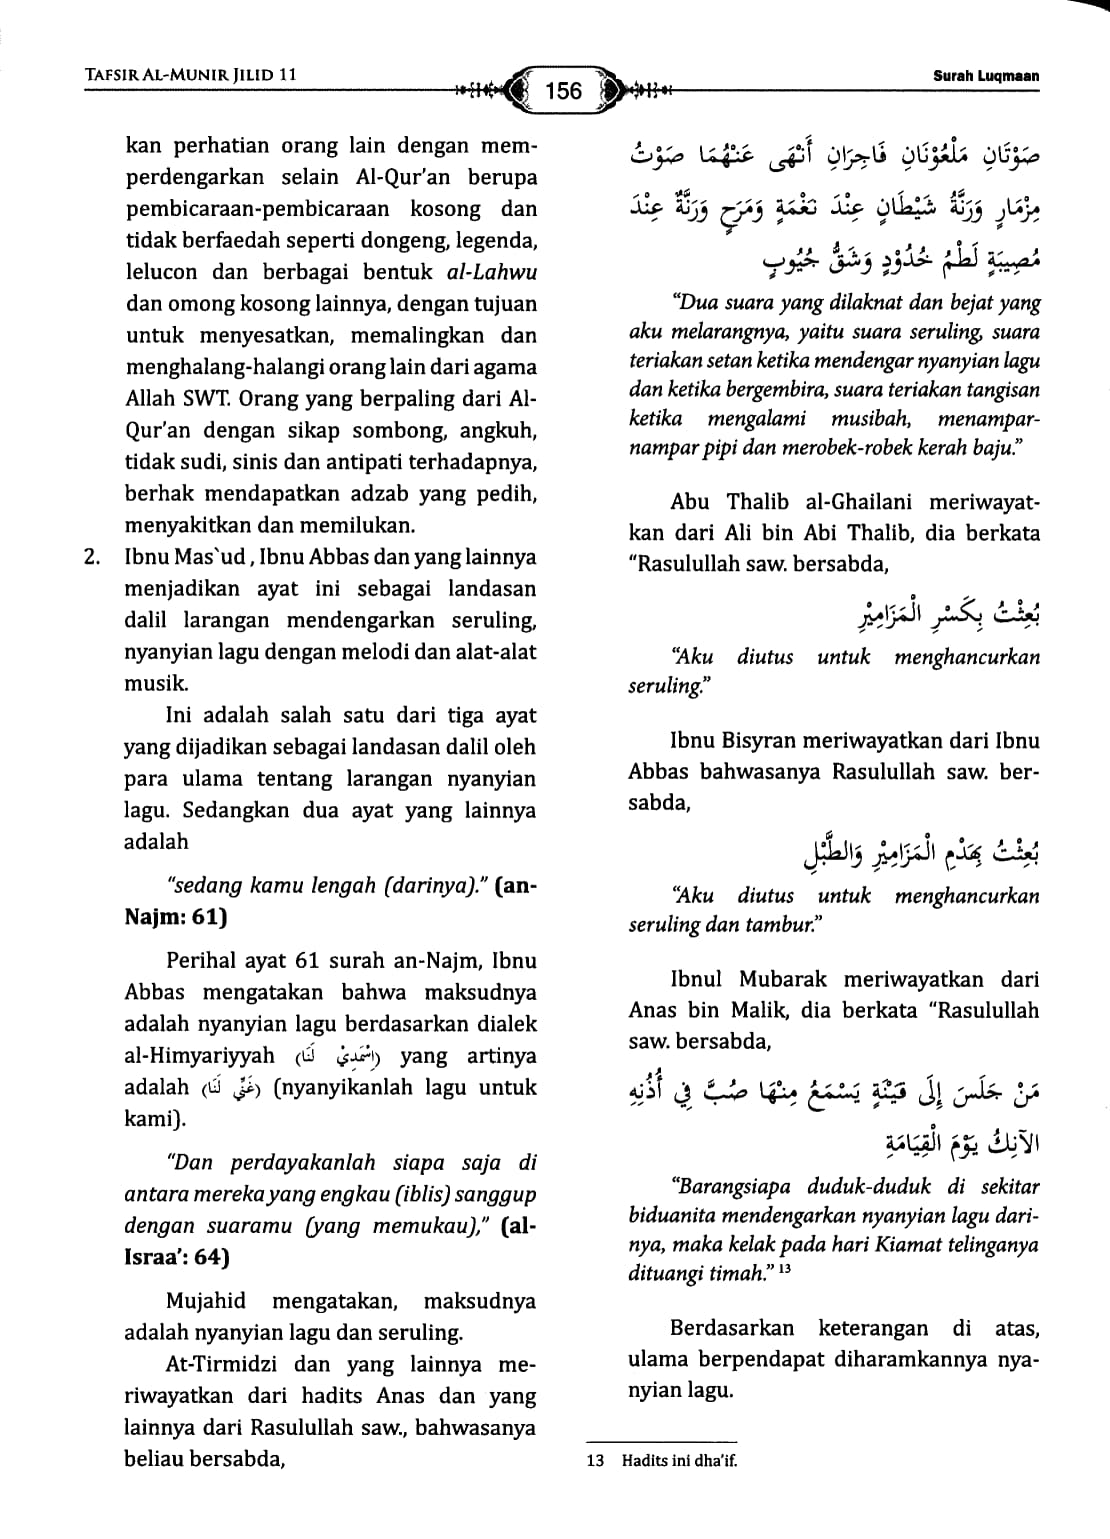 TAFSIR AL-MUNIR JILID 11
156
Surah Luqmaan
kan perhatian orang lain dengan mem-
perdengarkan selain Al-Qur'an berupa
pembicaraan-pembicaraan kosong dan
tidak berfaedah seperti dongeng, legenda,
lelucon dan berbagai bentuk al-Lahwu
dan omong kosong lainnya, dengan tujuan
untuk menyesatkan, memalingkan dan
menghalang-halangi orang lain dari agama
Allah SWT. Orang yang berpaling dari Al-
Qur'an dengan sikap sombong, angkuh,
tidak sudi, sinis dan antipati terhadapnya,
berhak mendapatkan adzab yang pedih,
menyakitkan dan memilukan.
2. Ibnu Mas`ud , Ibnu Abbas dan yang lainnya
menjadikan ayat ini sebagai landasan
dalil larangan mendengarkan seruling,
nyanyian lagu dengan melodi dan alat-alat
musik.
Ini adalah salah satu dari tiga ayat
yang dijadikan sebagai landasan dalil oleh
para ulama tentang larangan nyanyian
lagu. Sedangkan dua ayat yang lainnya
adalah
"sedang kamu lengah (darinya)." (an-
Najm: 61)
Perihal ayat 61 surah an-Najm, Ibnu
Abbas mengatakan bahwa maksudnya
adalah nyanyian lagu berdasarkan dialek
al-Himyariyyah (اسْمُدِيْ لَنَا) yang artinya
adalah (غَنِّي لَنَا) (nyanyikanlah lagu untuk
kami).
"Dan perdayakanlah siapa saja di
antara mereka yang engkau (iblis) sanggup
dengan suaramu (yang memukau)," (al-
Israa': 64)
Mujahid mengatakan, maksudnya
adalah nyanyian lagu dan seruling.
At-Tirmidzi dan yang lainnya me-
riwayatkan dari hadits Anas dan yang
lainnya dari Rasulullah saw., bahwasanya
beliau bersabda,
صَوْتَانِ مَلْعُوْنَانِ فَاجِرَانِ أَنْهَى عَنْهُمَا صَوْتُ
مِزْمَارٍ وَرَنَّةُ شَيْطَانٍ عِنْدَ نَغْمَةٍ وَمَرَحٍ وَرَنَّةٌ عِنْدَ
مُصِيبَةٍ لَطْمُ خُدُوْدٍ وَشَقُّ جُيُوْبٍ
"Dua suara yang dilaknat dan bejat yang
aku melarangnya, yaitu suara seruling, suara
teriakan setan ketika mendengar nyanyian lagu
dan ketika bergembira, suara teriakan tangisan
ketika mengalami musibah, menampar-
nampar pipi dan merobek-robek kerah baju."
Abu Thalib al-Ghailani meriwayat-
kan dari Ali bin Abi Thalib, dia berkata
"Rasulullah saw. bersabda,
بُعِثْتُ بِكَسْرِ الْمَزَامِيْرِ
"Aku diutus untuk menghancurkan
seruling."
Ibnu Bisyran meriwayatkan dari Ibnu
Abbas bahwasanya Rasulullah saw. ber-
sabda,
بُعِثْتُ بِهَدْمِ الْمَزَامِيْرِ وَالطَّبْلِ
"Aku diutus untuk menghancurkan
seruling dan tambur."
Ibnul Mubarak meriwayatkan dari
Anas bin Malik, dia berkata "Rasulullah
saw. bersabda,
مَنْ جَلَسَ إِلَى قَيْنَةٍ يَسْمَعُ مِنْهَا صُبَّ فِي أُذُنِهِ
الآنِكُ يَوْمَ الْقِيَامَةِ
"Barangsiapa duduk-duduk di sekitar
biduanita mendengarkan nyanyian lagu dari-
nya, maka kelak pada hari Kiamat telinganya
dituangi timah." 13
Berdasarkan keterangan di atas,
ulama berpendapat diharamkannya nya-
nyian lagu.
13 Hadits ini dha'if.